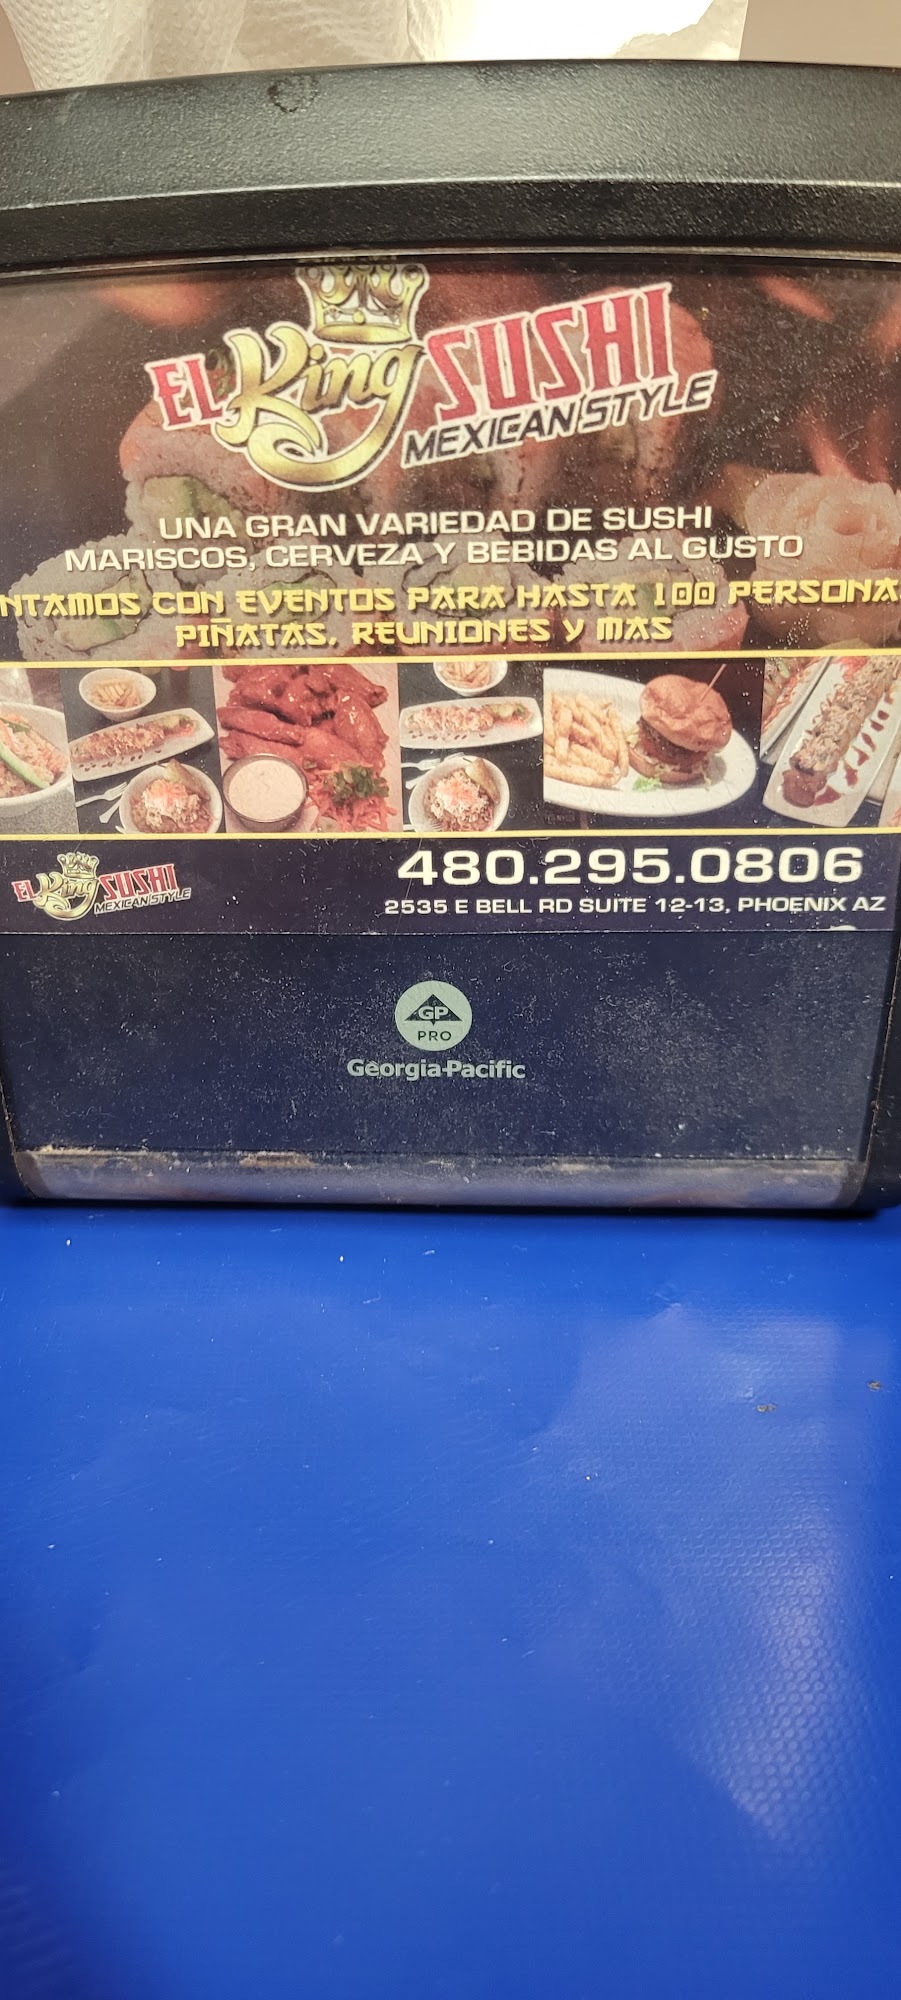 EL King SUSHI
MEXICAN STYLE
UNA GRAN VARIEDAD DE SUSHI
MARISCOS, CERVEZA Y BEBIDAS AL GUSTO
NTAMOS CON EVENTOS PARA HASTA 100 PERSONA
PIÑATAS, REUNIONES Y MAS
EL King SUSHI
MEXICAN STYLE
480.295.0806
2535 E BELL RD SUITE 12-13, PHOENIX AZ
GP
PRO
Georgia-Pacific